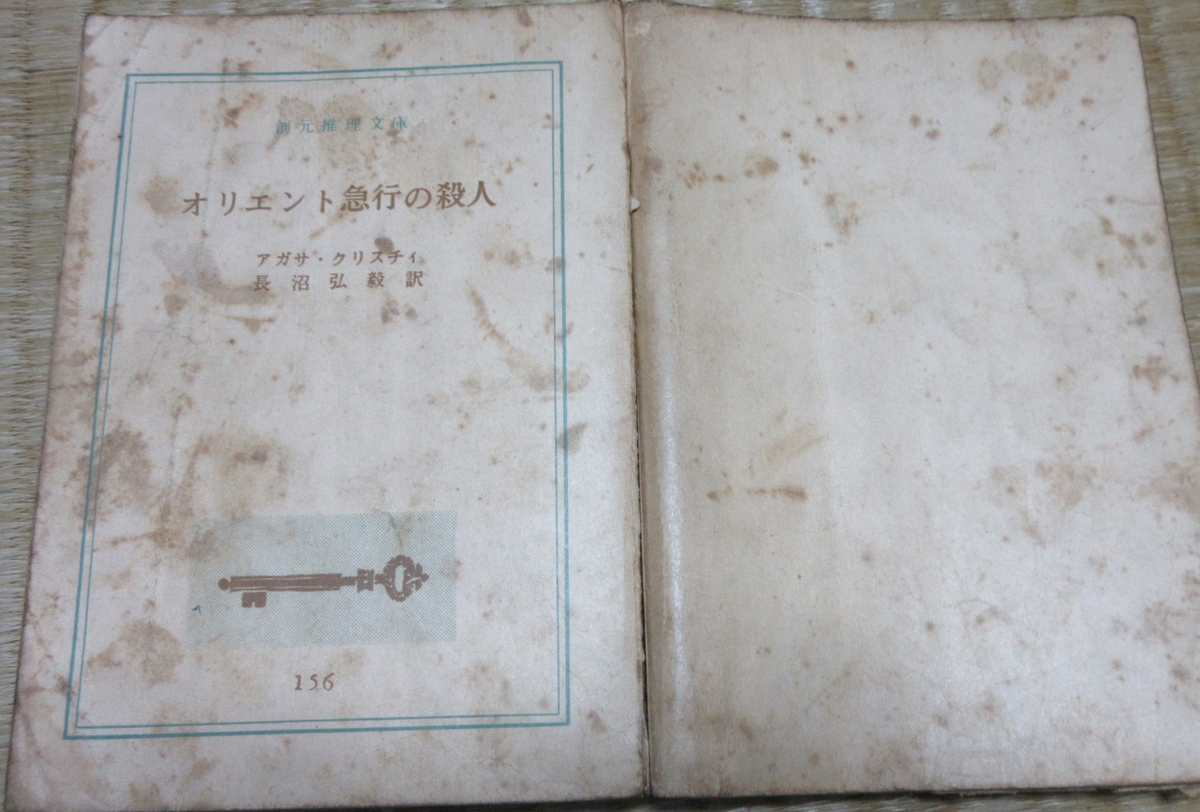 創元推理文庫
オリエント急行の殺人
アガサ・クリスチィ
長沼弘毅訳
156